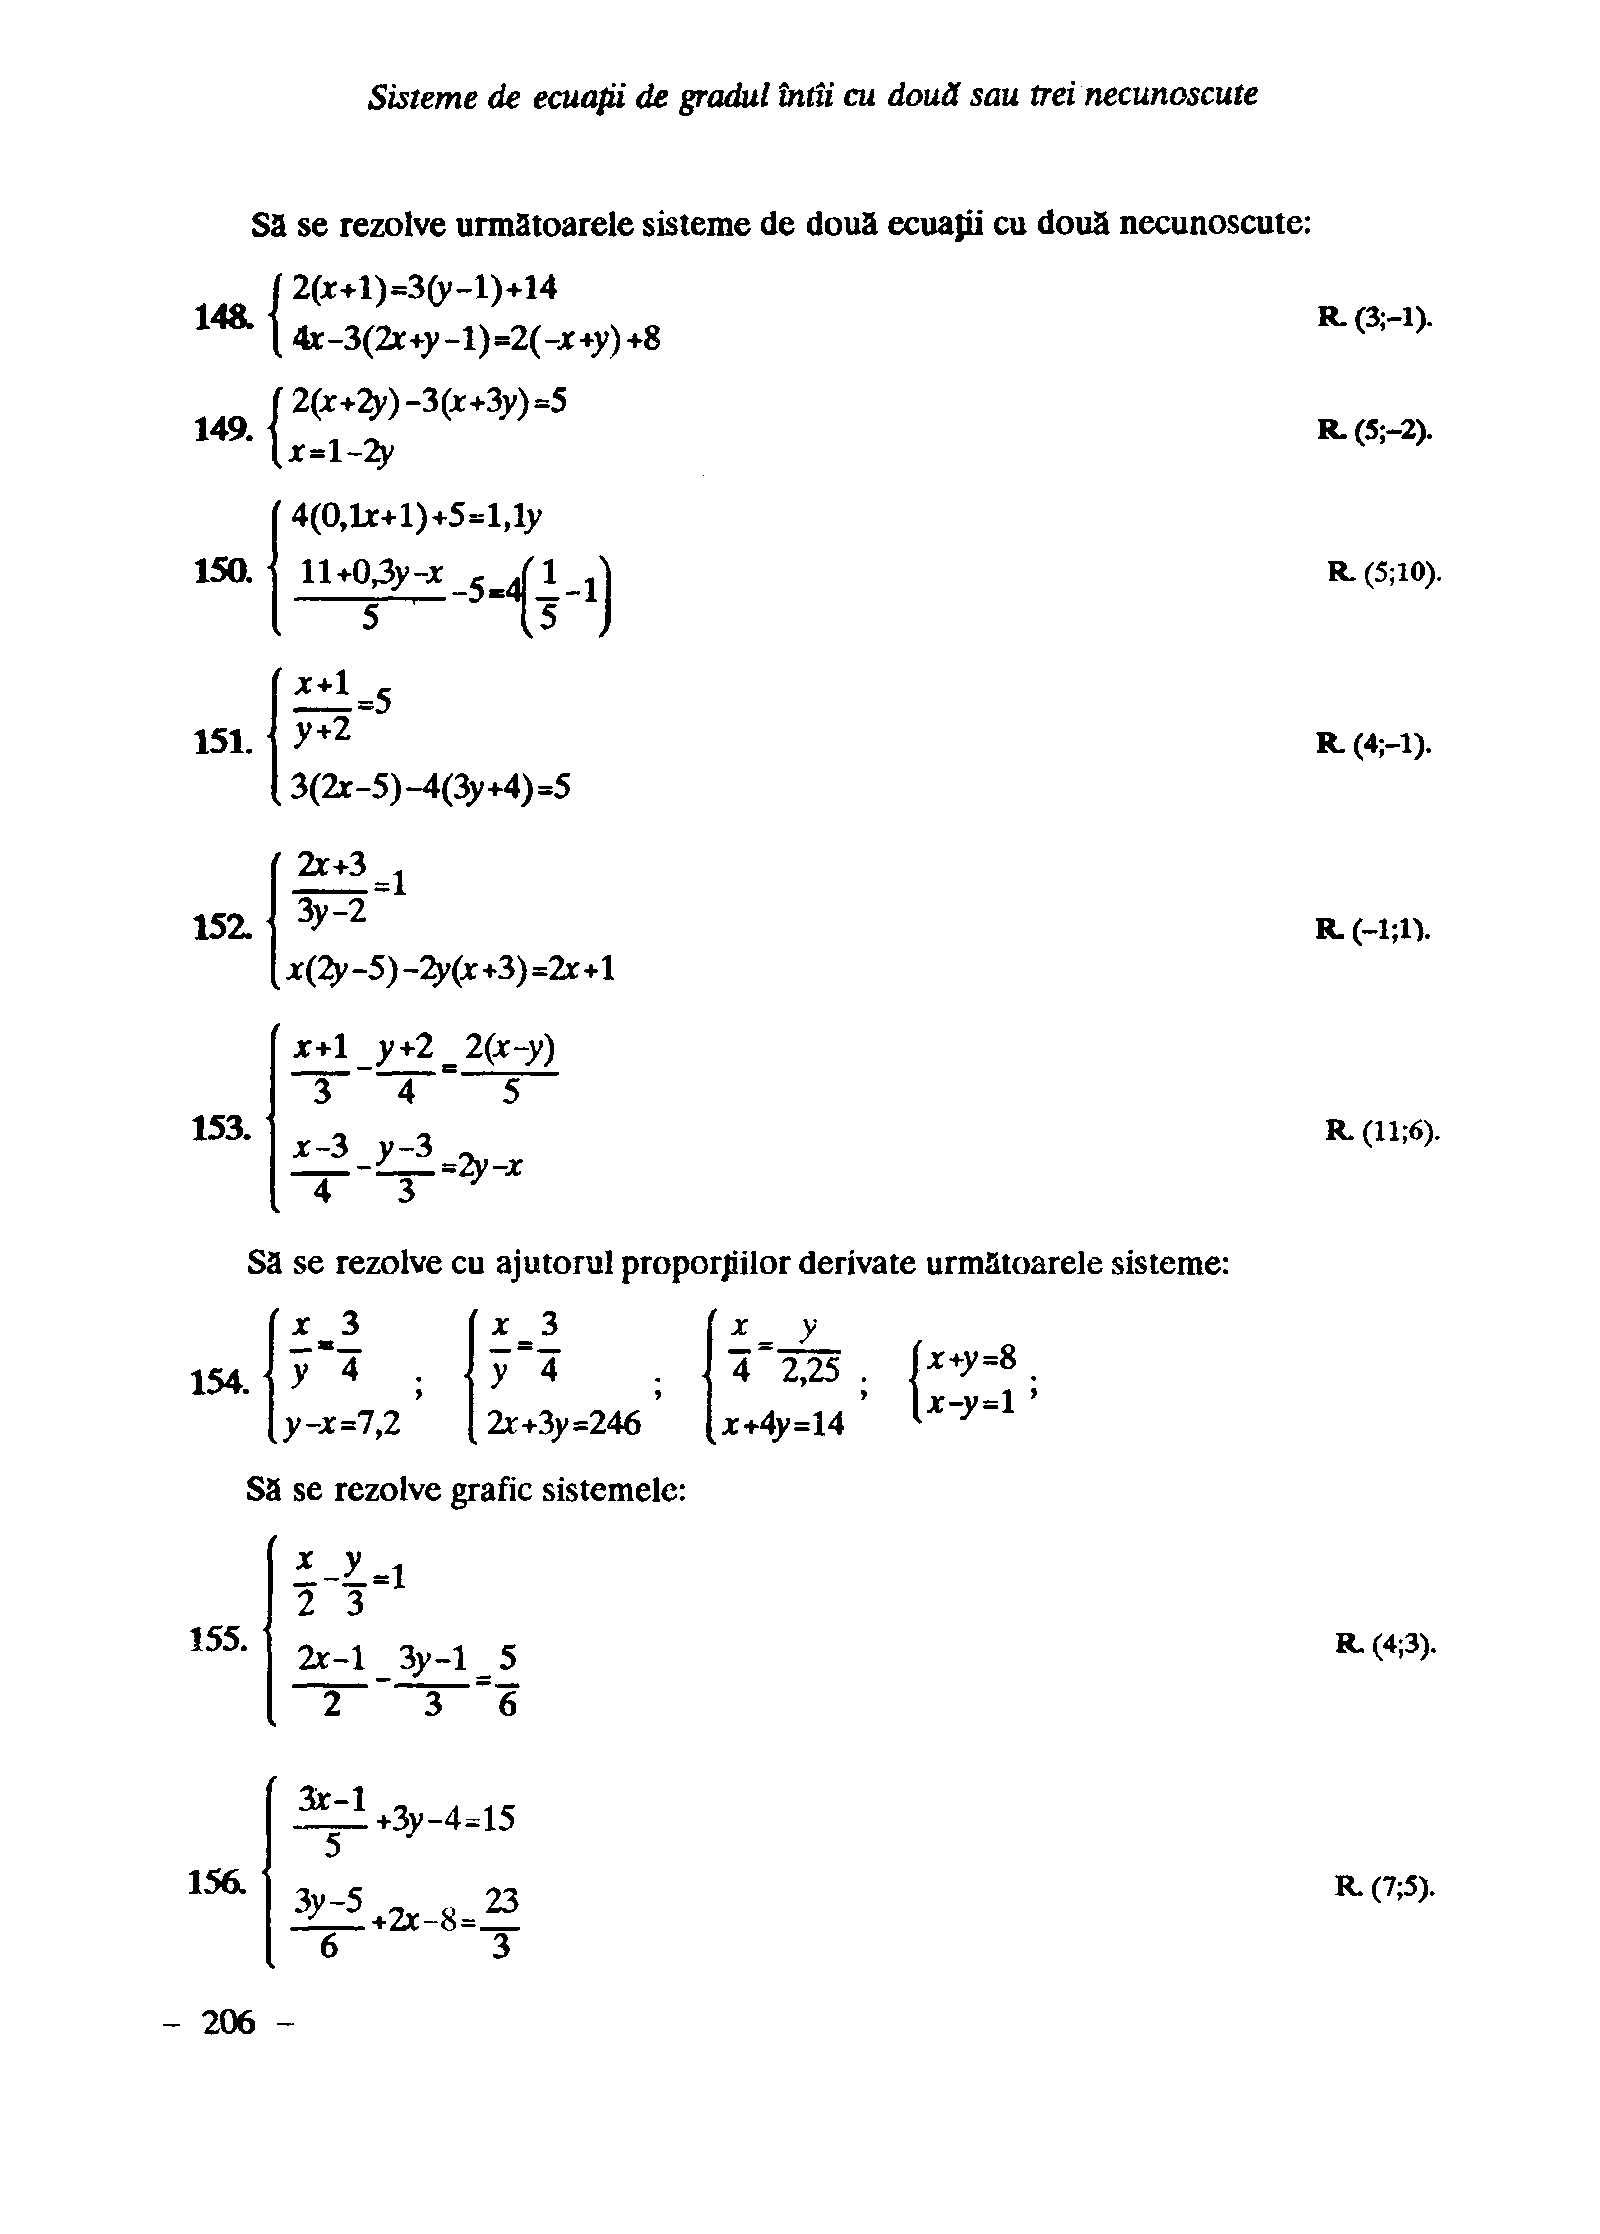 Sisteme de ecuaţii de gradul întîi cu două sau trei necunoscute
Să se rezolve următoarele sisteme de două ecuaţii cu două necunoscute:
148. { 2(x+1)=3(y-1)+14
4x-3(2x+y-1)=2(-x+y)+8
R. (3;-1).
149. { 2(x+2y)-3(x+3y)=5
x=1-2y
R. (5;-2).
150. { 4(0,1x+1)+5=1,1y
(11+0,3y-x)/5 -5=4(1/5 -1)
R. (5;10).
151. { (x+1)/(y+2)=5
3(2x-5)-4(3y+4)=5
R. (4;-1).
152. { (2x+3)/(3y-2)=1
x(2y-5)-2y(x+3)=2x+1
R. (-1;1).
153. { (x+1)/3 - (y+2)/4 = 2(x-y)/5
(x-3)/4 - (y-3)/3 =2y-x
R. (11;6).
Să se rezolve cu ajutorul proporţiilor derivate următoarele sisteme:
154. { x/y = 3/4
y-x=7,2 ;
{ x/y = 3/4
2x+3y=246 ;
{ x/4 = y/2,25
x+4y=14 ;
{ x+y=8
x-y=1 ;
Să se rezolve grafic sistemele:
155. { x/2 - y/3 =1
(2x-1)/2 - (3y-1)/3 = 5/6
R. (4;3).
156. { (3x-1)/5 +3y-4=15
(3y-5)/6 +2x-8= 23/3
R. (7;5).
- 206 -